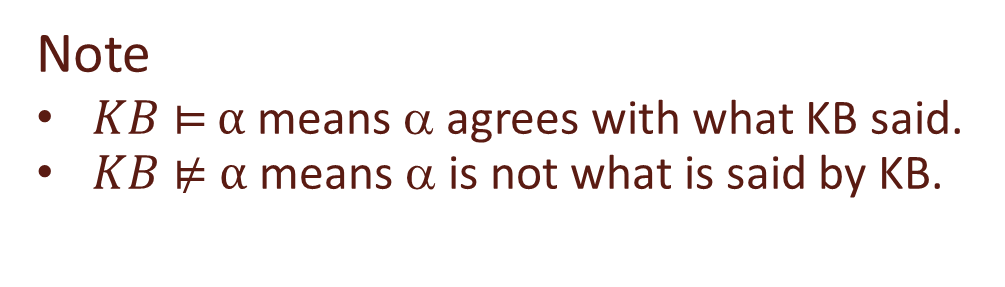 Note
• KB ⊨ α means α agrees with what KB said.
• KB ⊭ α means α is not what is said by KB.